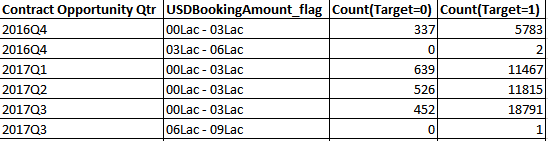 Contract Opportunity Qtr USDBookingAmount_flag Count(Target=0) Count(Target=1)
2016Q4 00Lac - 03Lac 337 5783
2016Q4 03Lac - 06Lac 0 2
2017Q1 00Lac - 03Lac 639 11467
2017Q2 00Lac - 03Lac 526 11815
2017Q3 00Lac - 03Lac 452 18791
2017Q3 06Lac - 09Lac 0 1